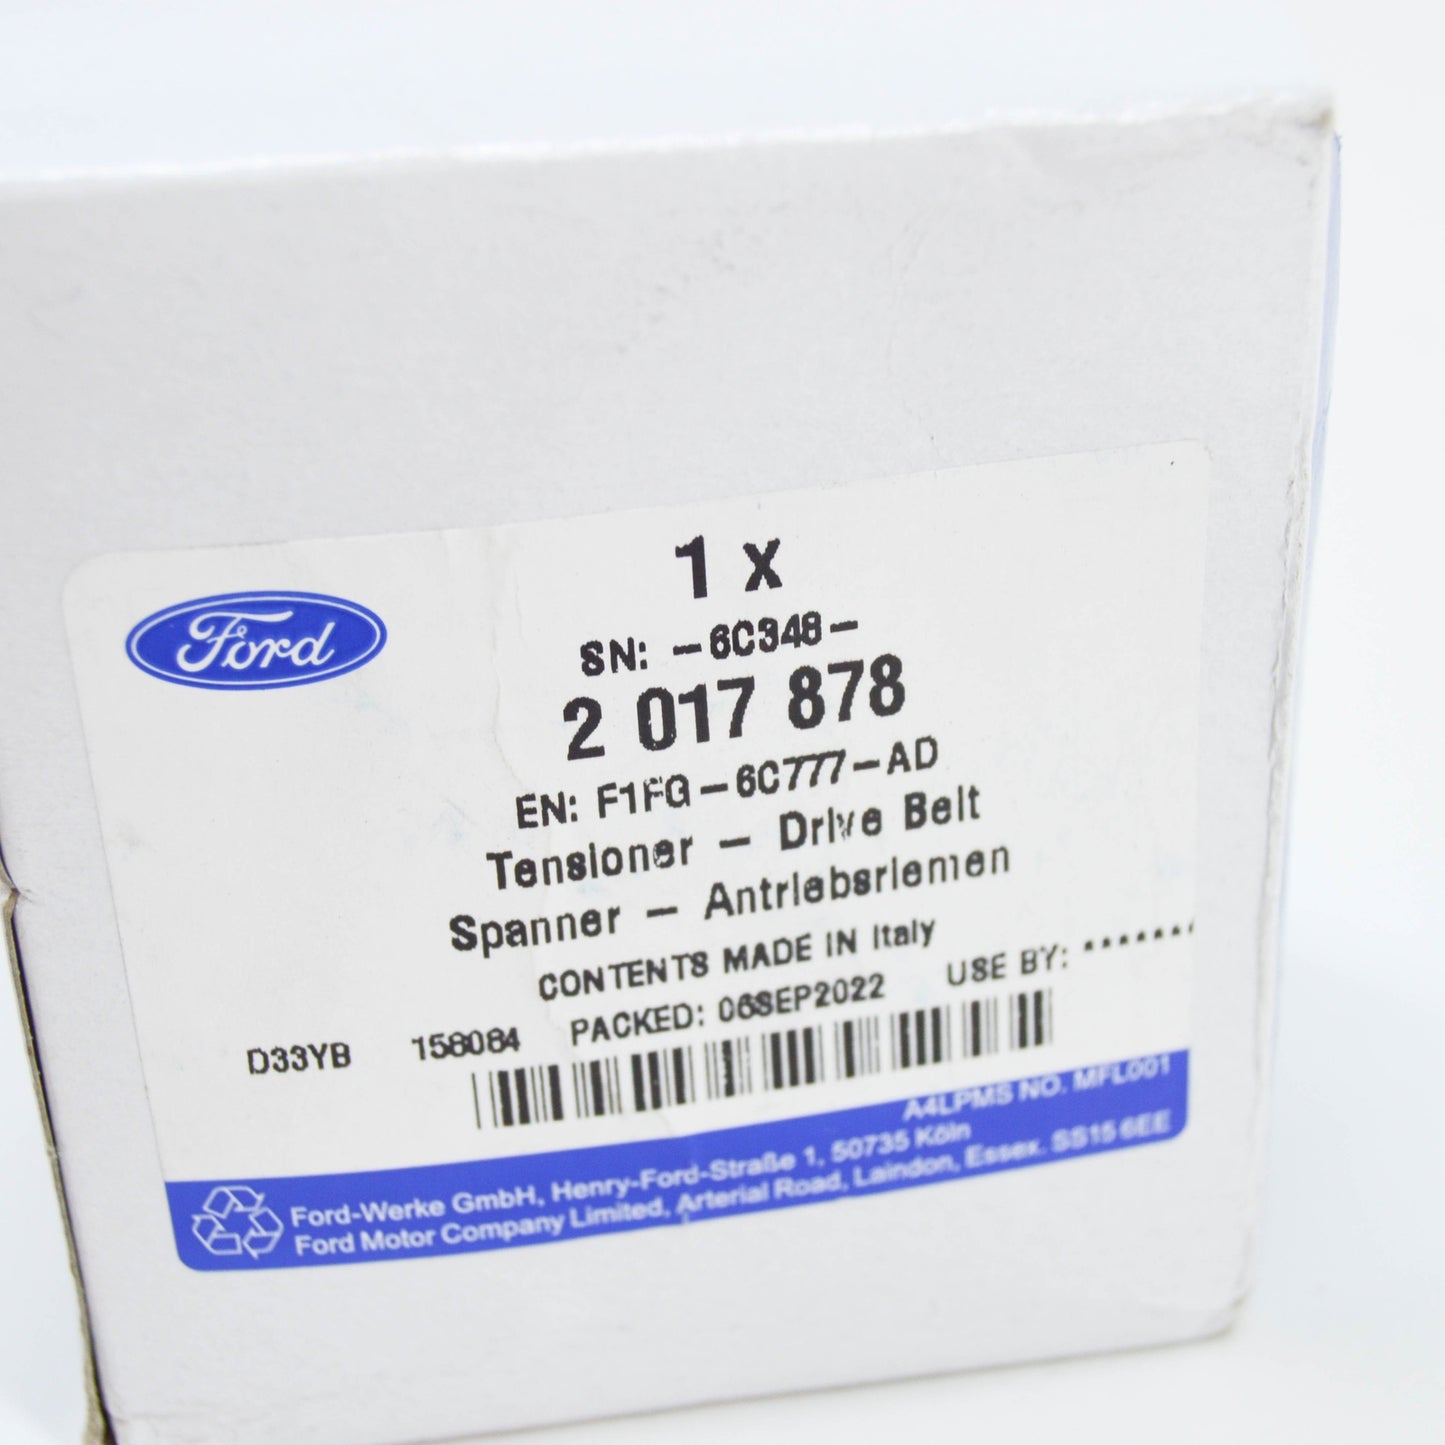 Ford
1 x
SN: -6C348-
2 017 878
EN: F1FG-6C777-AD
Tensioner - Drive Belt
Spanner - Antriebsriemen
CONTENTS MADE IN Italy
D33YB 158084 PACKED: 06SEP2022 USE BY: *******
A4LPMS NO. MFL001
Ford-Werke GmbH, Henry-Ford-Straße 1, 50735 Köln
Ford Motor Company Limited, Arterial Road, Laindon, Essex. SS15 6EE